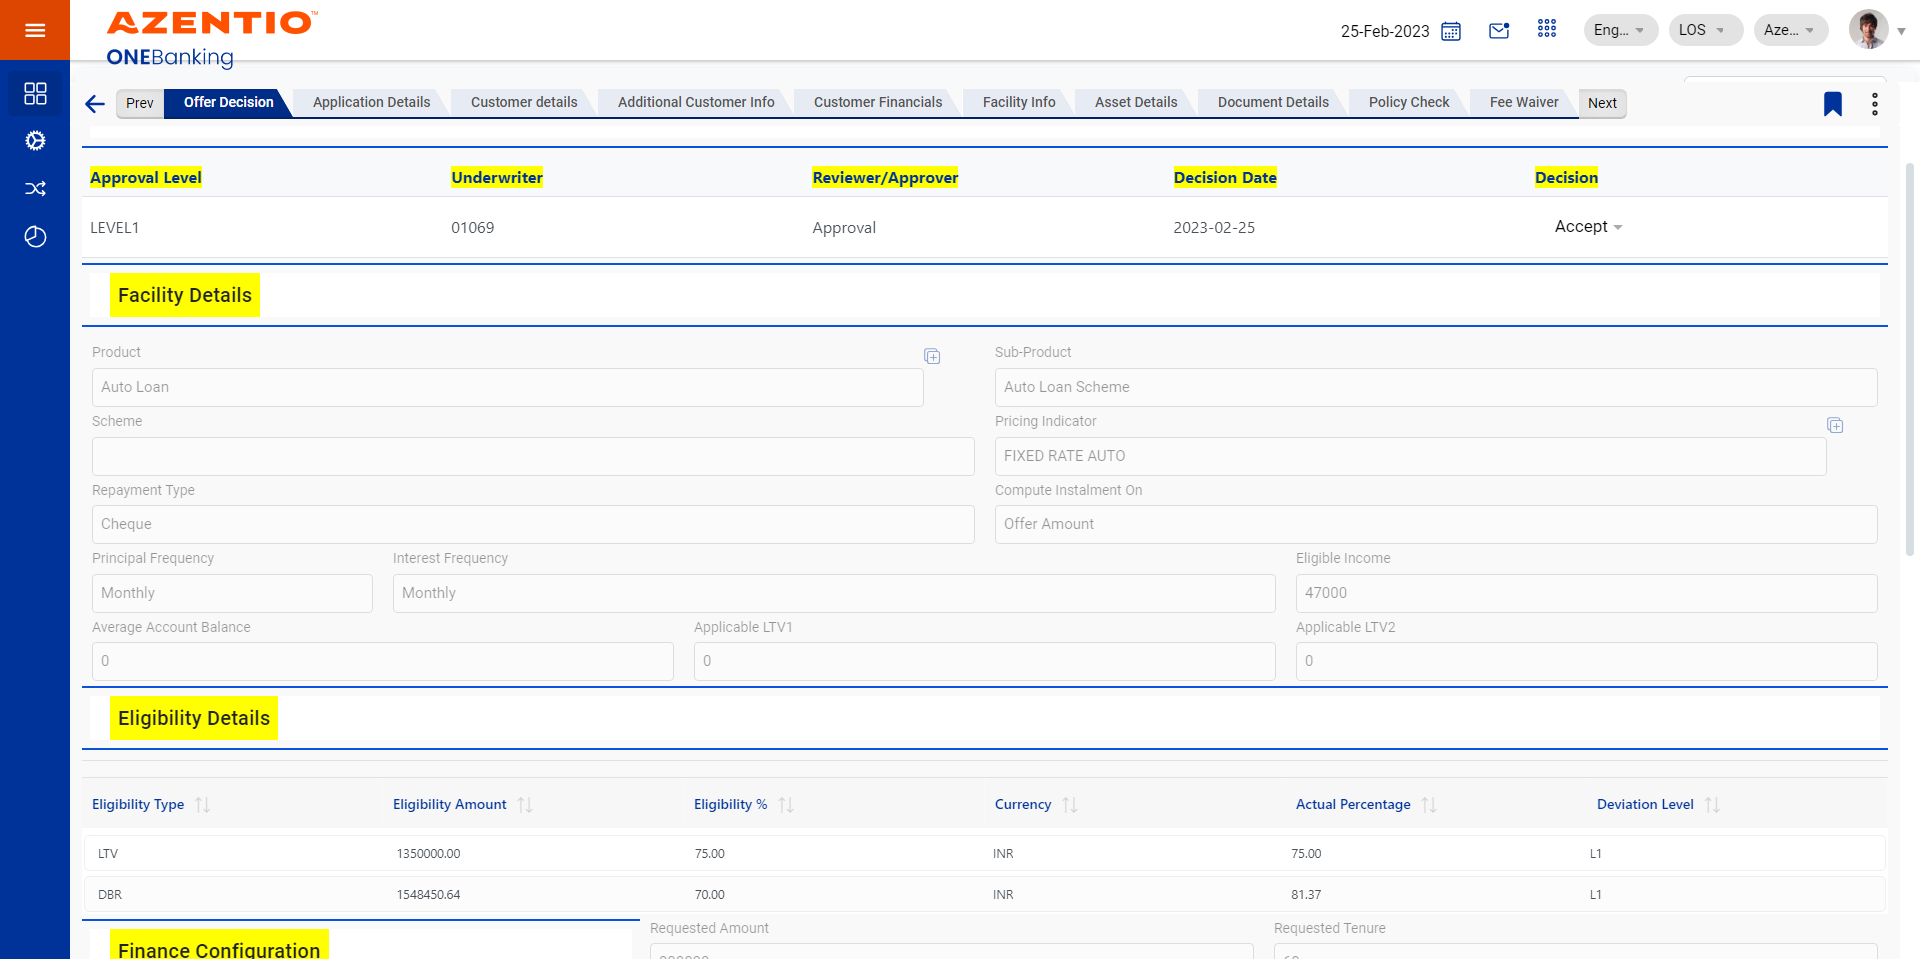 AZENTIO™
ONEBanking
25-Feb-2023
Eng...
LOS
Aze...
Prev
Offer Decision
Application Details
Customer details
Additional Customer Info
Customer Financials
Facility Info
Asset Details
Document Details
Policy Check
Fee Waiver
Next
Approval Level Underwriter Reviewer/Approver Decision Date Decision
LEVEL1 01069 Approval 2023-02-25 Accept
Facility Details
Product Sub-Product
Auto Loan Auto Loan Scheme
Scheme Pricing Indicator
FIXED RATE AUTO
Repayment Type Compute Instalment On
Cheque Offer Amount
Principal Frequency Interest Frequency Eligible Income
Monthly Monthly 47000
Average Account Balance Applicable LTV1 Applicable LTV2
0 0 0
Eligibility Details
Eligibility Type Eligibility Amount Eligibility % Currency Actual Percentage Deviation Level
LTV 1350000.00 75.00 INR 75.00 L1
DBR 1548450.64 70.00 INR 81.37 L1
Requested Amount Requested Tenure
Finance Configuration